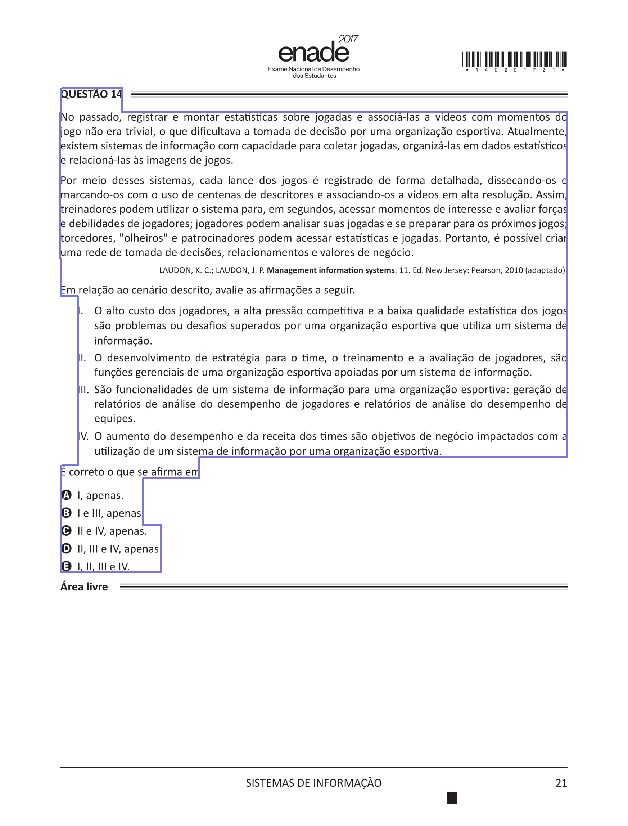 enade 2017
Exame Nacional de Desempenho
dos Estudantes
QUESTÃO 14
No passado, registrar e montar estatísticas sobre jogadas e associá-las a vídeos com momentos do
jogo não era trivial, o que dificultava a tomada de decisão por uma organização esportiva. Atualmente,
existem sistemas de informação com capacidade para coletar jogadas, organizá-las em dados estatísticos
e relacioná-las às imagens de jogos.
Por meio desses sistemas, cada lance dos jogos é registrado de forma detalhada, dissecando-os e
marcando-os com o uso de centenas de descritores e associando-os a vídeos em alta resolução. Assim,
treinadores podem utilizar o sistema para, em segundos, acessar momentos de interesse e avaliar forças
e debilidades de jogadores; jogadores podem analisar suas jogadas e se preparar para os próximos jogos;
torcedores, "olheiros" e patrocinadores podem acessar estatísticas e jogadas. Portanto, é possível criar
uma rede de tomada de decisões, relacionamentos e valores de negócio.
LAUDON, K. C.; LAUDON, J. P. Management information systems. 11. Ed. New Jersey: Pearson, 2010 (adaptado).
Em relação ao cenário descrito, avalie as afirmações a seguir.
I. O alto custo dos jogadores, a alta pressão competitiva e a baixa qualidade estatística dos jogos
são problemas ou desafios superados por uma organização esportiva que utiliza um sistema de
informação.
II. O desenvolvimento de estratégia para o time, o treinamento e a avaliação de jogadores, são
funções gerenciais de uma organização esportiva apoiadas por um sistema de informação.
III. São funcionalidades de um sistema de informação para uma organização esportiva: geração de
relatórios de análise do desempenho de jogadores e relatórios de análise do desempenho de
equipes.
IV. O aumento do desempenho e da receita dos times são objetivos de negócio impactados com a
utilização de um sistema de informação por uma organização esportiva.
É correto o que se afirma em
A I, apenas.
B I e III, apenas
C II e IV, apenas.
D II, III e IV, apenas
E I, II, III e IV.
Área livre
SISTEMAS DE INFORMAÇÃO
21